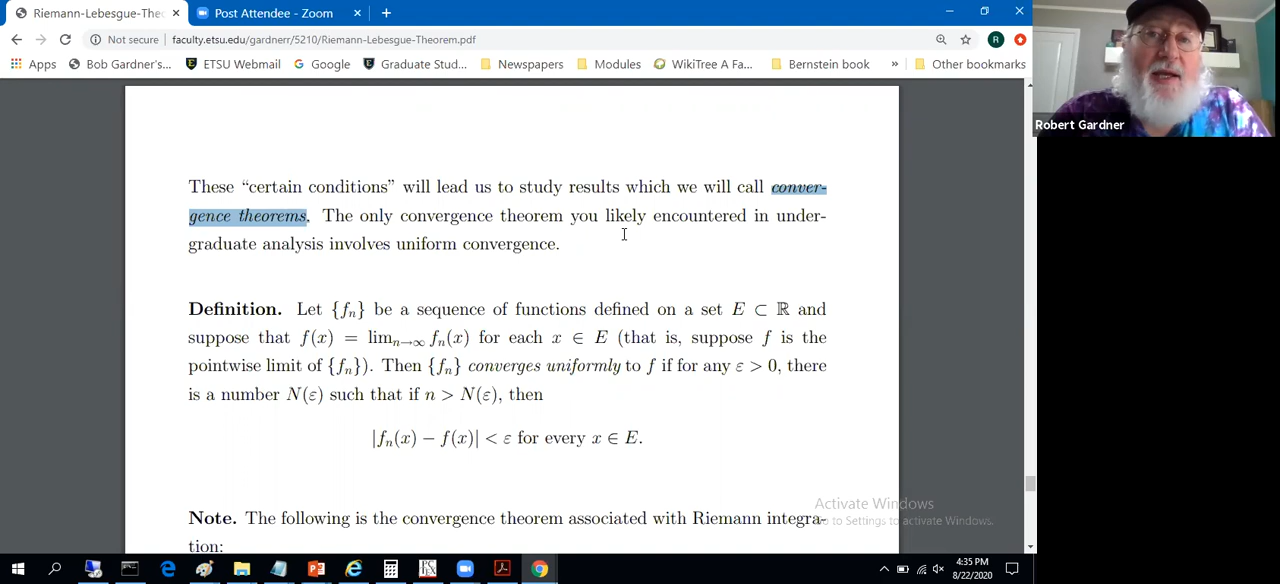 Riemann-Lebesgue-The
Post Attendee - Zoom
Not secure | faculty.etsu.edu/gardnerr/5210/Riemann-Lebesgue-Theorem.pdf
R
Apps Bob Gardner's... ETSU Webmail Google Graduate Stud... Newspapers Modules WikiTree A Fa... Bernstein book » Other bookmarks
Robert Gardner
These “certain conditions” will lead us to study results which we will call conver-
gence theorems. The only convergence theorem you likely encountered in under-
graduate analysis involves uniform convergence.
Definition. Let {fₙ} be a sequence of functions defined on a set E ⊂ ℝ and
suppose that f(x) = limₙ→∞ fₙ(x) for each x ∈ E (that is, suppose f is the
pointwise limit of {fₙ}). Then {fₙ} converges uniformly to f if for any ε > 0, there
is a number N(ε) such that if n > N(ε), then
|fₙ(x) − f(x)| < ε for every x ∈ E.
Activate Windows
Note. The following is the convergence theorem associated with Riemann integra-
Go to Settings to activate Windows.
tion:
4:35 PM
8/22/2020